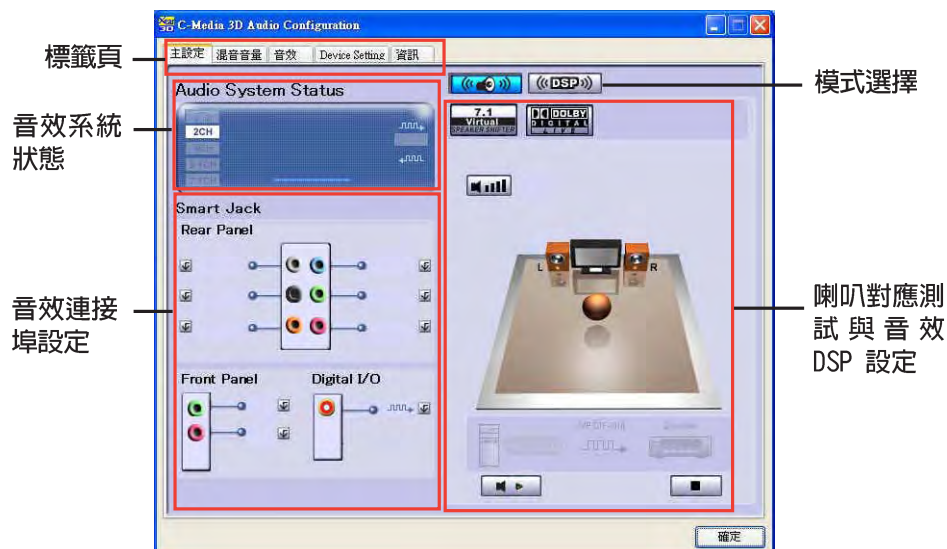 C-Media 3D Audio Configuration
主設定 混音音量 音效 Device Setting 資訊
標籤頁
模式選擇
DSP
Audio System Status
2CH
音效系統
狀態
7.1
Virtual
SPEAKER SHIFTER
DOLBY
DIGITAL
LIVE
Smart Jack
Rear Panel
L R
音效連接
埠設定
喇叭對應測
試與音效
DSP 設定
Front Panel Digital I/O
確定